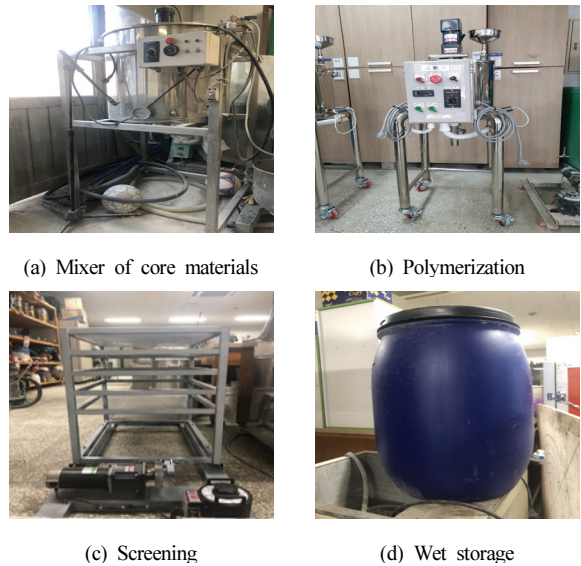 (a) Mixer of core materials
(b) Polymerization
(c) Screening
(d) Wet storage